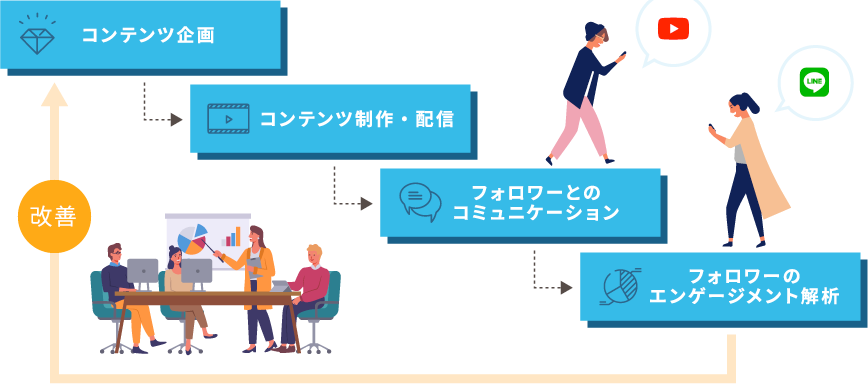 コンテンツ企画
コンテンツ制作・配信
LINE
フォロワーとの
コミュニケーション
改善
フォロワーの
エンゲージメント解析